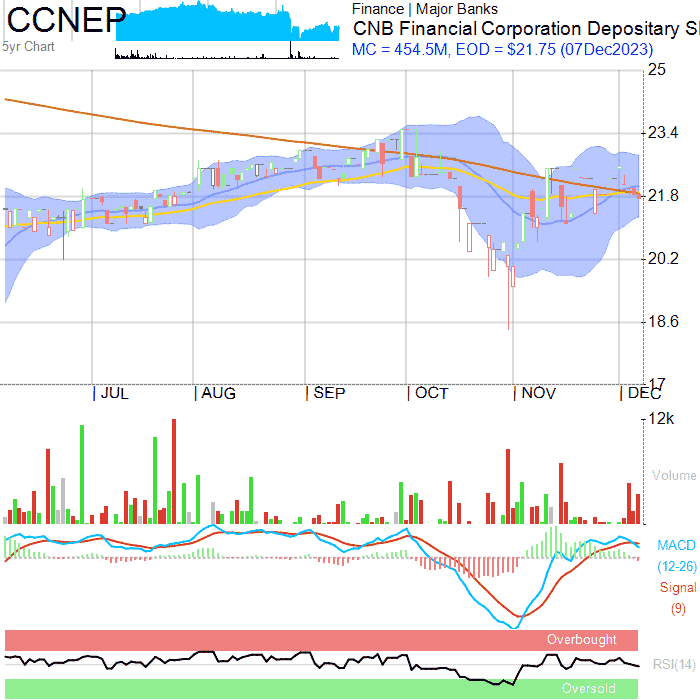 CCNEP
5yr Chart
Finance | Major Banks
CNB Financial Corporation Depositary S
MC = 454.5M, EOD = $21.75 (07Dec2023)
25
23.4
21.8
20.2
18.6
17
JUL
AUG
SEP
OCT
NOV
DEC
12k
Volume
MACD
(12-26)
Signal
(9)
Overbought
RSI(14)
Oversold